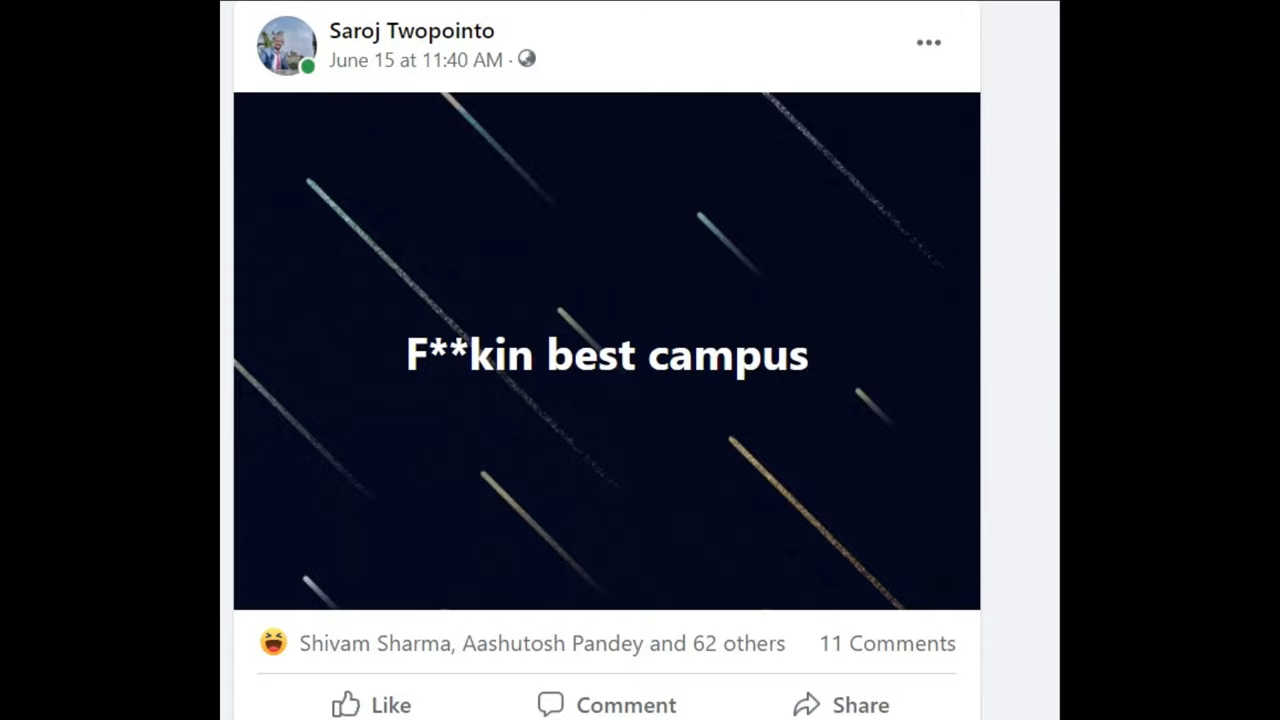 Saroj Twopointo
June 15 at 11:40 AM ·
F**kin best campus
Shivam Sharma, Aashutosh Pandey and 62 others 11 Comments
Like Comment Share